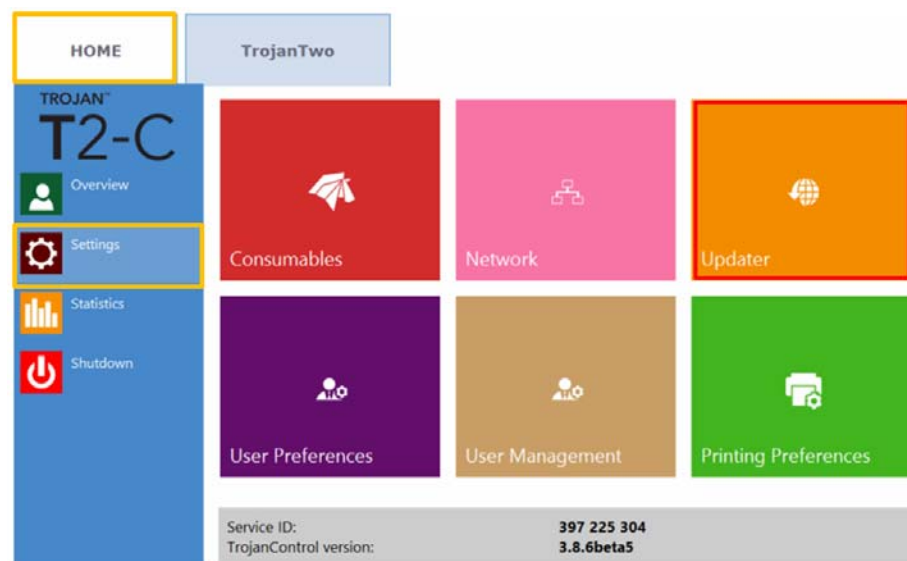 HOME
TrojanTwo
TROJAN™
T2-C
Overview
Settings
Statistics
Shutdown
Consumables
Network
Updater
User Preferences
User Management
Printing Preferences
Service ID: 397 225 304
TrojanControl version: 3.8.6beta5